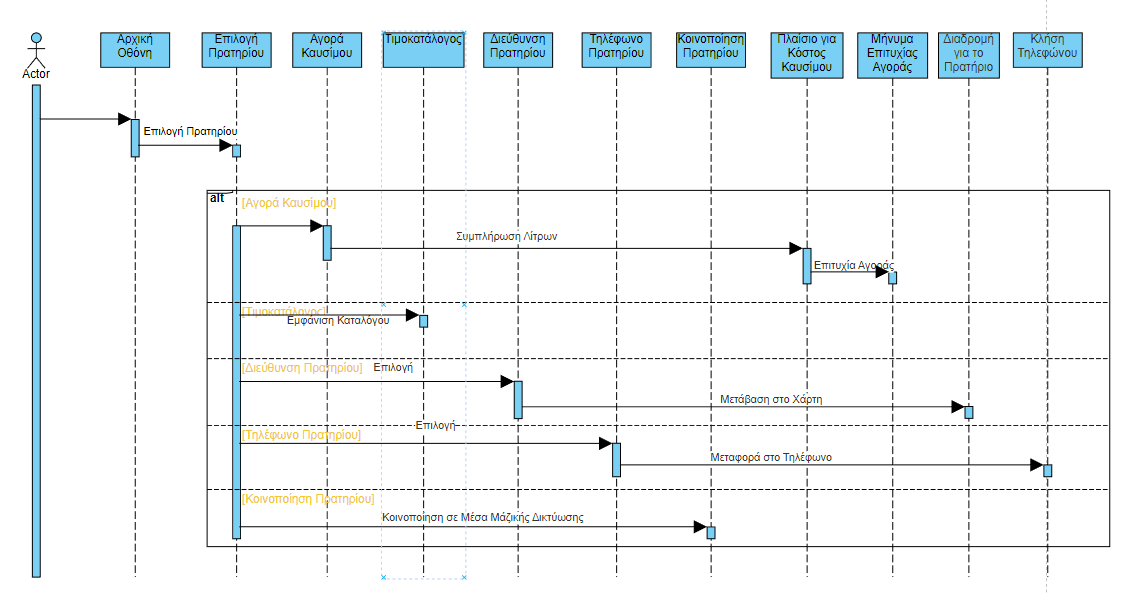 Actor
Αρχική
Οθόνη
Επιλογή
Πρατηρίου
Αγορά
Καυσίμου
Τιμοκατάλογος
Διεύθυνση
Πρατηρίου
Τηλέφωνο
Πρατηρίου
Κοινοποίηση
Πρατηρίου
Πλαίσιο για
Κόστος
Καυσίμου
Μήνυμα
Επιτυχίας
Αγοράς
Διαδρομή
για το
Πρατήριο
Κλήση
Τηλεφώνου
Επιλογή Πρατηρίου
alt
[Αγορά Καυσίμου]
Συμπλήρωση Λίτρων
Επιτυχία Αγοράς
[Τιμοκατάλογος]
Εμφάνιση Καταλόγου
[Διεύθυνση Πρατηρίου]
Επιλογή
Μετάβαση στο Χάρτη
Επιλογή
[Τηλέφωνο Πρατηρίου]
Μεταφορά στο Τηλέφωνο
[Κοινοποίηση Πρατηρίου]
Κοινοποίηση σε Μέσα Μάζικής Δικτύωσης